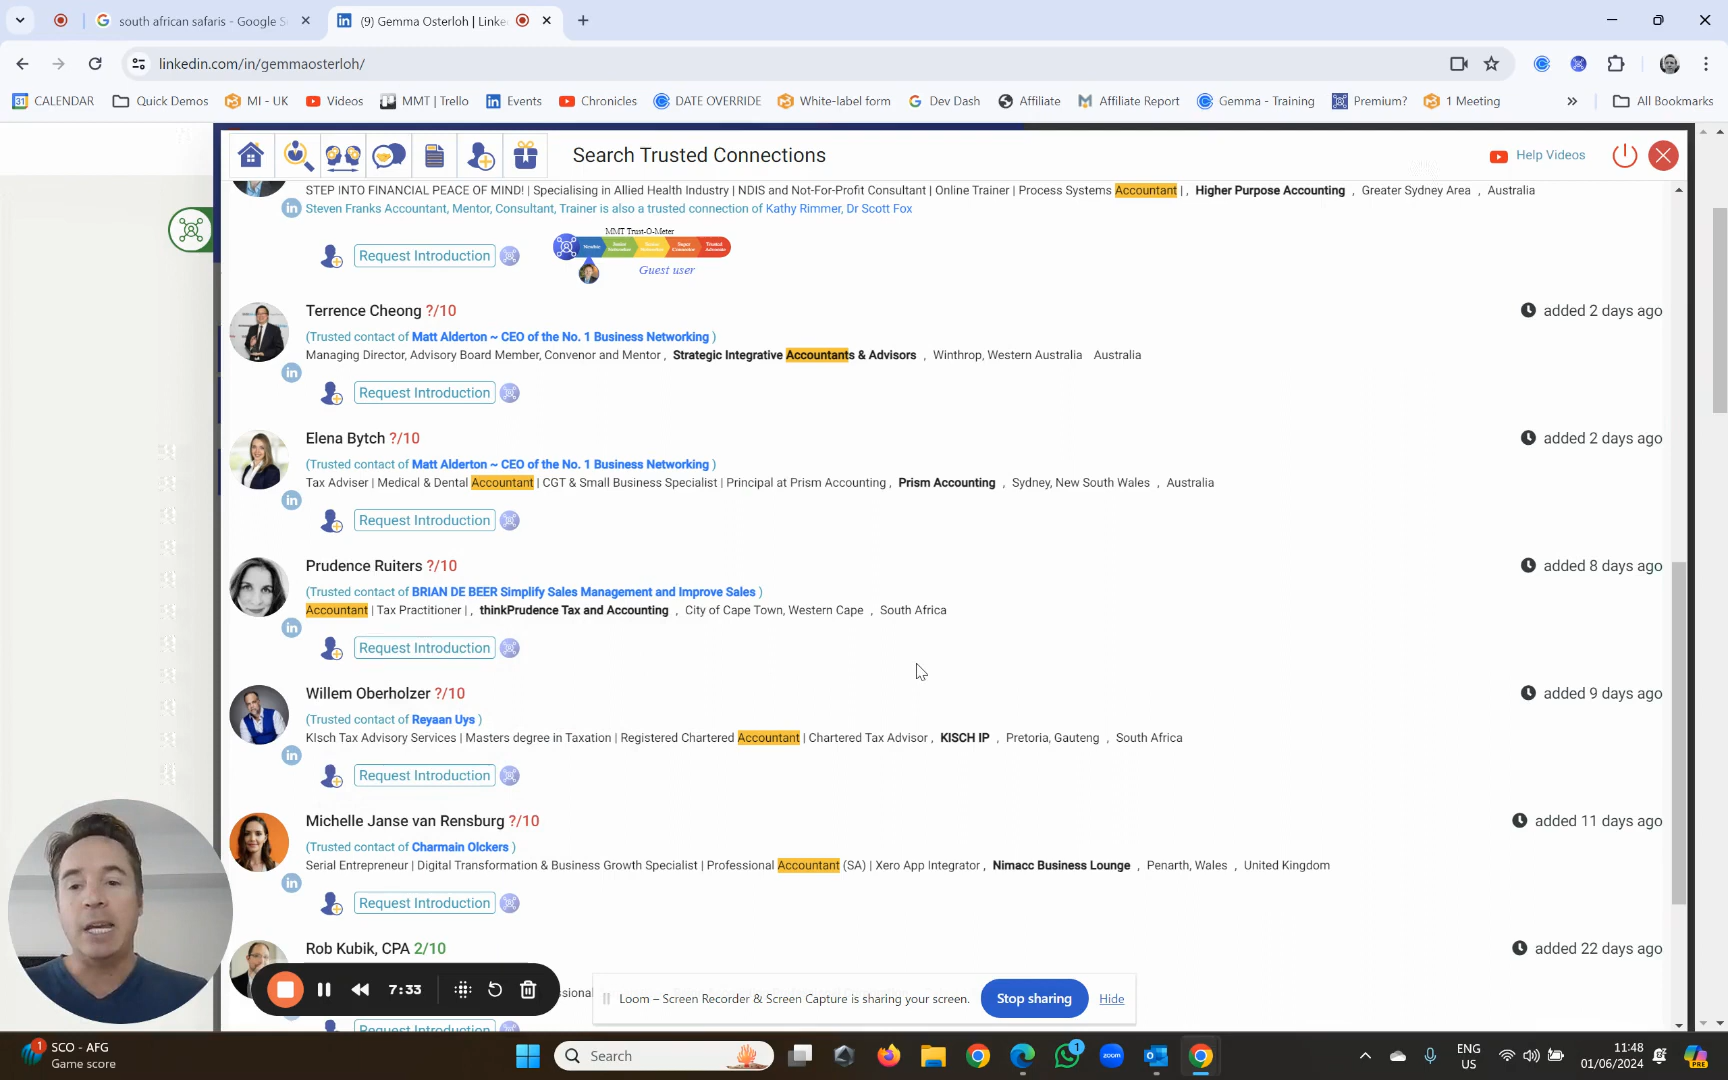 south african safaris - Google S
(9) Gemma Osterloh | Linke
linkedin.com/in/gemmaosterloh/
CALENDAR Quick Demos MI - UK Videos MMT | Trello Events Chronicles DATE OVERRIDE White-label form Dev Dash Affiliate Affiliate Report Gemma - Training Premium? 1 Meeting » All Bookmarks
Search Trusted Connections
Help Videos
STEP INTO FINANCIAL PEACE OF MIND! | Specialising in Allied Health Industry | NDIS and Not-For-Profit Consultant | Online Trainer | Process Systems Accountant |, Higher Purpose Accounting , Greater Sydney Area , Australia
Steven Franks Accountant, Mentor, Consultant, Trainer is also a trusted connection of Kathy Rimmer, Dr Scott Fox
MMT Trust-O-Meter
Request Introduction
Newbie
Trusted
Guest user
Terrence Cheong ?/10
added 2 days ago
(Trusted contact of Matt Alderton ~ CEO of the No. 1 Business Networking )
Managing Director, Advisory Board Member, Convenor and Mentor , Strategic Integrative Accountants & Advisors , Winthrop, Western Australia Australia
Request Introduction
Elena Bytch ?/10
added 2 days ago
(Trusted contact of Matt Alderton ~ CEO of the No. 1 Business Networking )
Tax Adviser | Medical & Dental Accountant | CGT & Small Business Specialist | Principal at Prism Accounting , Prism Accounting , Sydney, New South Wales , Australia
Request Introduction
Prudence Ruiters ?/10
added 8 days ago
(Trusted contact of BRIAN DE BEER Simplify Sales Management and Improve Sales )
Accountant | Tax Practitioner | , thinkPrudence Tax and Accounting , City of Cape Town, Western Cape , South Africa
Request Introduction
Willem Oberholzer ?/10
added 9 days ago
(Trusted contact of Reyaan Uys )
KIsch Tax Advisory Services | Masters degree in Taxation | Registered Chartered Accountant | Chartered Tax Advisor , KISCH IP , Pretoria, Gauteng , South Africa
Request Introduction
Michelle Janse van Rensburg ?/10
added 11 days ago
(Trusted contact of Charmain Olckers )
Serial Entrepreneur | Digital Transformation & Business Growth Specialist | Professional Accountant (SA) | Xero App Integrator , Nimacc Business Lounge , Penarth, Wales , United Kingdom
Request Introduction
Rob Kubik, CPA 2/10
added 22 days ago
7:33
Loom – Screen Recorder & Screen Capture is sharing your screen.
Stop sharing
Hide
Request Introduction
SCO - AFG
Game score
Search
ENG
US
11:48
01/06/2024